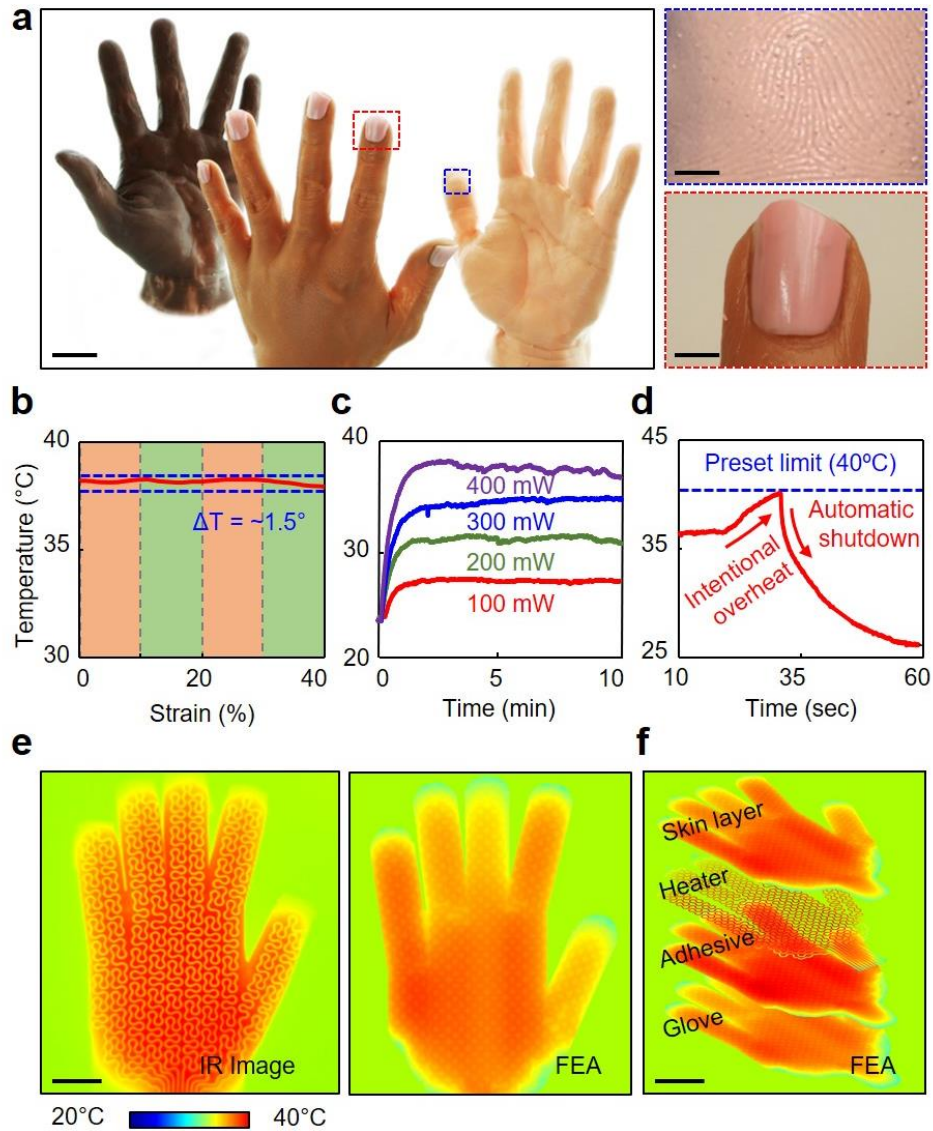 a
b
40
35
30
Temperature (°C)
ΔT = ~1.5°
0
10
20
30
40
Strain (%)
c
40
30
20
400 mW
300 mW
200 mW
100 mW
0
5
10
Time (min)
d
45
35
25
Preset limit (40ºC)
Automatic
shutdown
Intentional
overheat
10
35
60
Time (sec)
e
IR Image
FEA
20°C
40°C
f
Skin layer
Heater
Adhesive
Glove
FEA